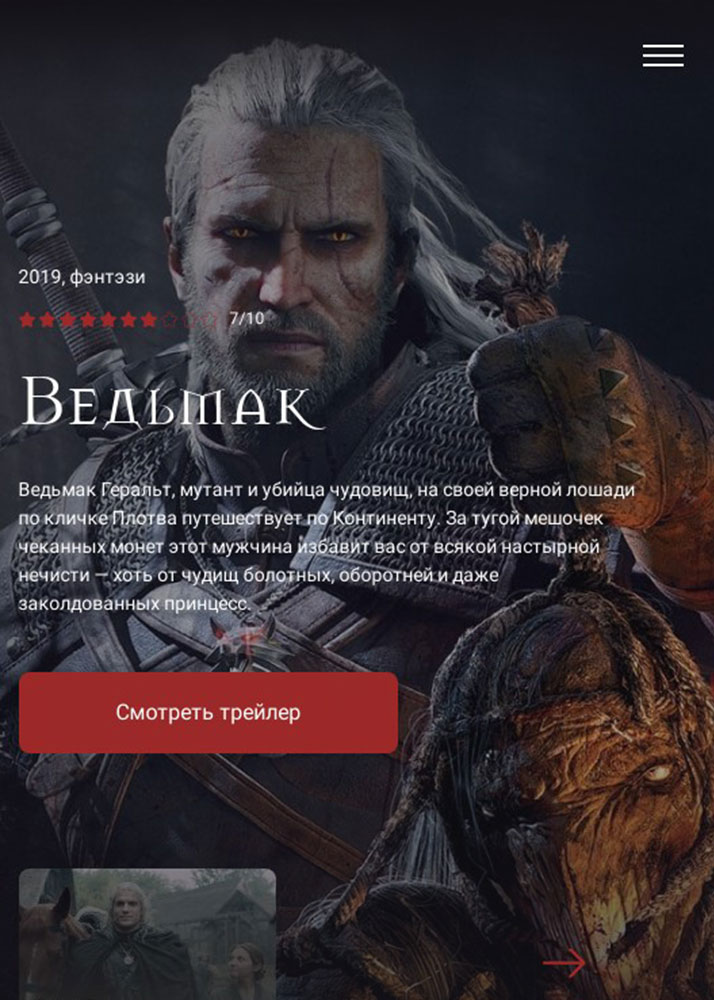 2019, фэнтэзи
7/10
Ведьмак
Ведьмак Геральт, мутант и убийца чудовищ, на своей верной лошади
по кличке Плотва путешествует по Континенту. За тугой мешочек
чеканных монет этот мужчина избавит вас от всякой настырной
нечисти — хоть от чудищ болотных, оборотней и даже
заколдованных принцесс.
Смотреть трейлер